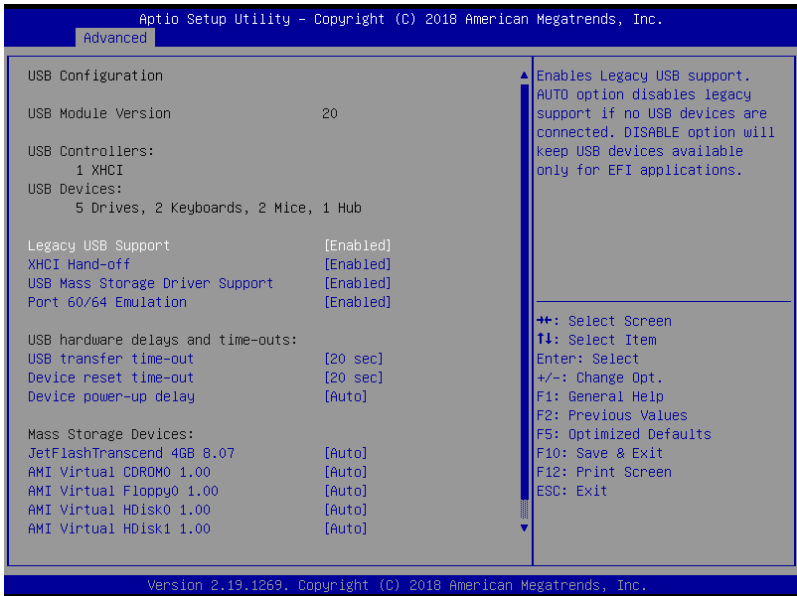 Aptio Setup Utility – Copyright (C) 2018 American Megatrends, Inc.
Advanced
USB Configuration
USB Module Version 20
USB Controllers:
1 XHCI
USB Devices:
5 Drives, 2 Keyboards, 2 Mice, 1 Hub
Legacy USB Support [Enabled]
XHCI Hand-off [Enabled]
USB Mass Storage Driver Support [Enabled]
Port 60/64 Emulation [Enabled]
USB hardware delays and time-outs:
USB transfer time-out [20 sec]
Device reset time-out [20 sec]
Device power-up delay [Auto]
Mass Storage Devices:
JetFlashTranscend 4GB 8.07 [Auto]
AMI Virtual CDROM0 1.00 [Auto]
AMI Virtual Floppy0 1.00 [Auto]
AMI Virtual HDisk0 1.00 [Auto]
AMI Virtual HDisk1 1.00 [Auto]
Enables Legacy USB support.
AUTO option disables legacy
support if no USB devices are
connected. DISABLE option will
keep USB devices available
only for EFI applications.
→←: Select Screen
↑↓: Select Item
Enter: Select
+/-: Change Opt.
F1: General Help
F2: Previous Values
F5: Optimized Defaults
F10: Save & Exit
F12: Print Screen
ESC: Exit
Version 2.19.1269. Copyright (C) 2018 American Megatrends, Inc.